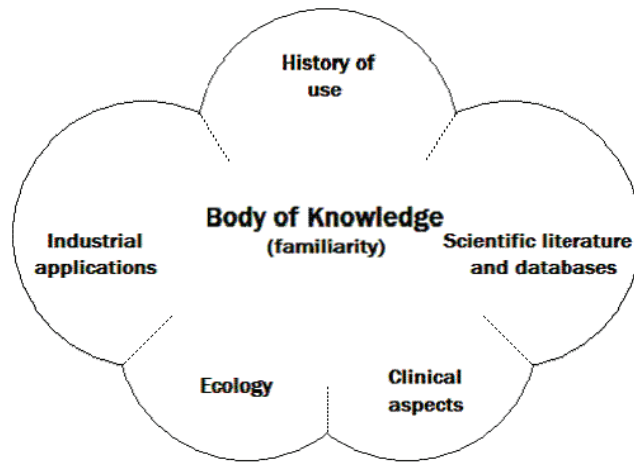 History of
use
Body of Knowledge
(familiarity)
Industrial
applications
Scientific literature
and databases
Ecology
Clinical
aspects